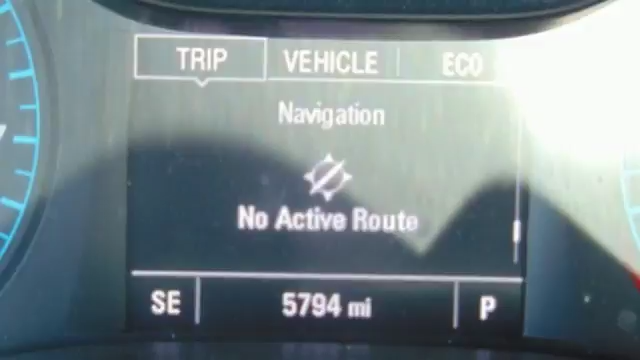 TRIP VEHICLE ECO
Navigation
No Active Route
SE 5794 mi P